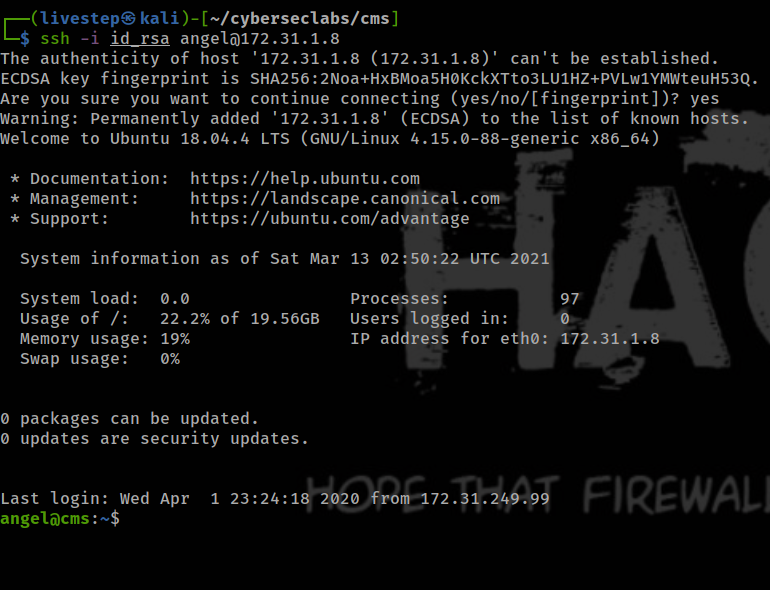 ┌──(livestep㉿kali)-[~/cyberseclabs/cms]
└─$ ssh -i id_rsa angel@172.31.1.8
The authenticity of host '172.31.1.8 (172.31.1.8)' can't be established.
ECDSA key fingerprint is SHA256:2Noa+HxBMoa5H0KckXTto3LU1HZ+PVLw1YMWteuH53Q.
Are you sure you want to continue connecting (yes/no/[fingerprint])? yes
Warning: Permanently added '172.31.1.8' (ECDSA) to the list of known hosts.
Welcome to Ubuntu 18.04.4 LTS (GNU/Linux 4.15.0-88-generic x86_64)
* Documentation: https://help.ubuntu.com
* Management: https://landscape.canonical.com
* Support: https://ubuntu.com/advantage
System information as of Sat Mar 13 02:50:22 UTC 2021
System load: 0.0 Processes: 97
Usage of /: 22.2% of 19.56GB Users logged in: 0
Memory usage: 19% IP address for eth0: 172.31.1.8
Swap usage: 0%
0 packages can be updated.
0 updates are security updates.
Last login: Wed Apr 1 23:24:18 2020 from 172.31.249.99
angel@cms:~$
HOPE THAT FIREWALL